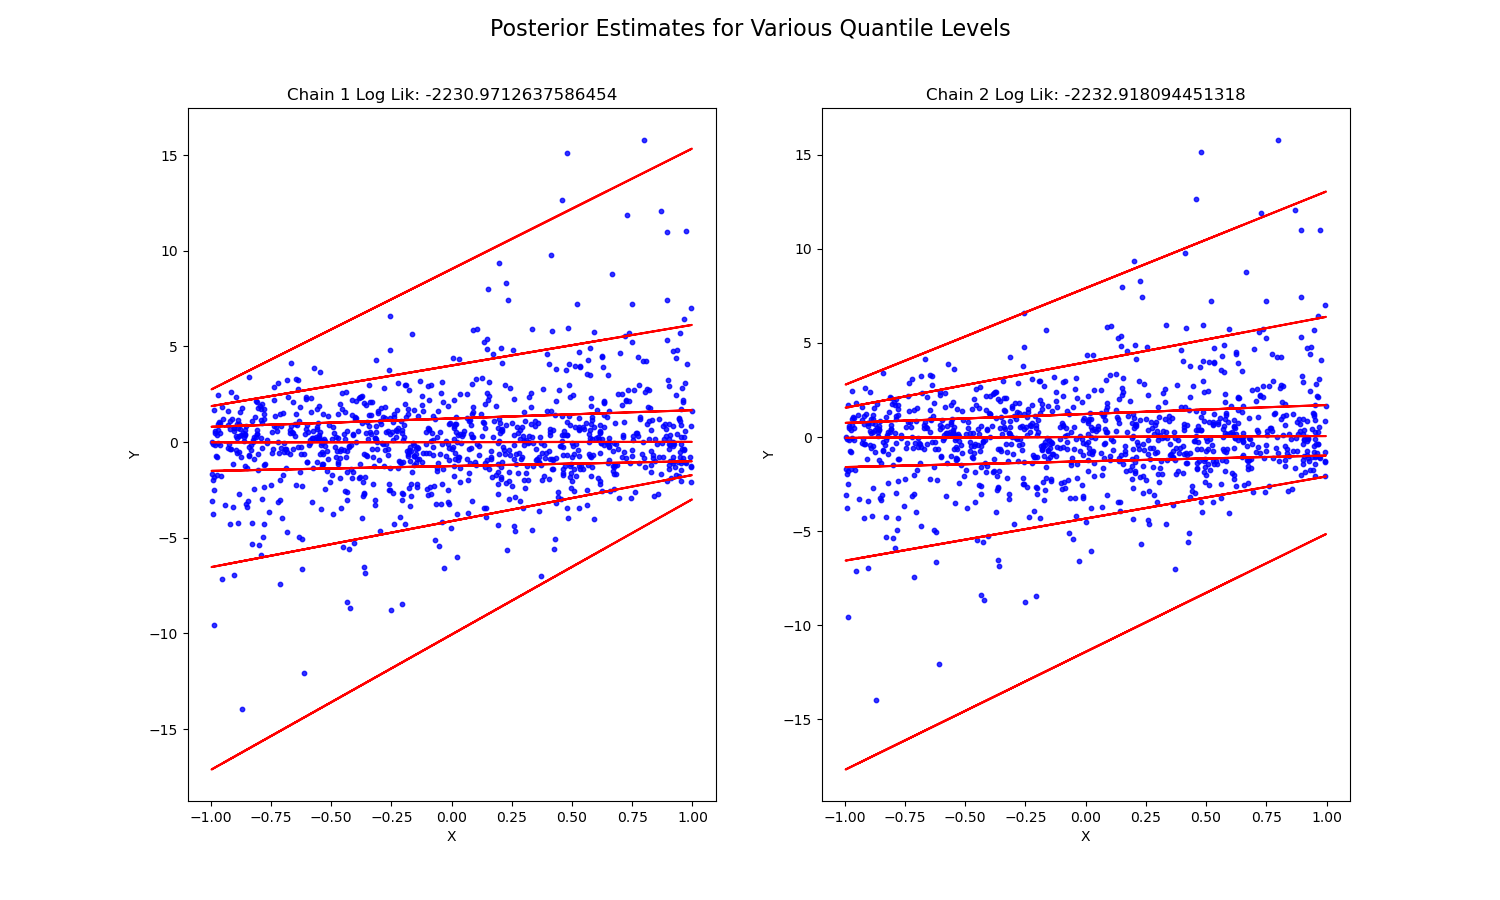 Posterior Estimates for Various Quantile Levels
Chain 1 Log Lik: -2230.9712637586454
Chain 2 Log Lik: -2232.918094451318
15
10
5
0
−5
−10
−15
Y
−1.00 −0.75 −0.50 −0.25 0.00 0.25 0.50 0.75 1.00
X
15
10
5
0
−5
−10
−15
Y
−1.00 −0.75 −0.50 −0.25 0.00 0.25 0.50 0.75 1.00
X